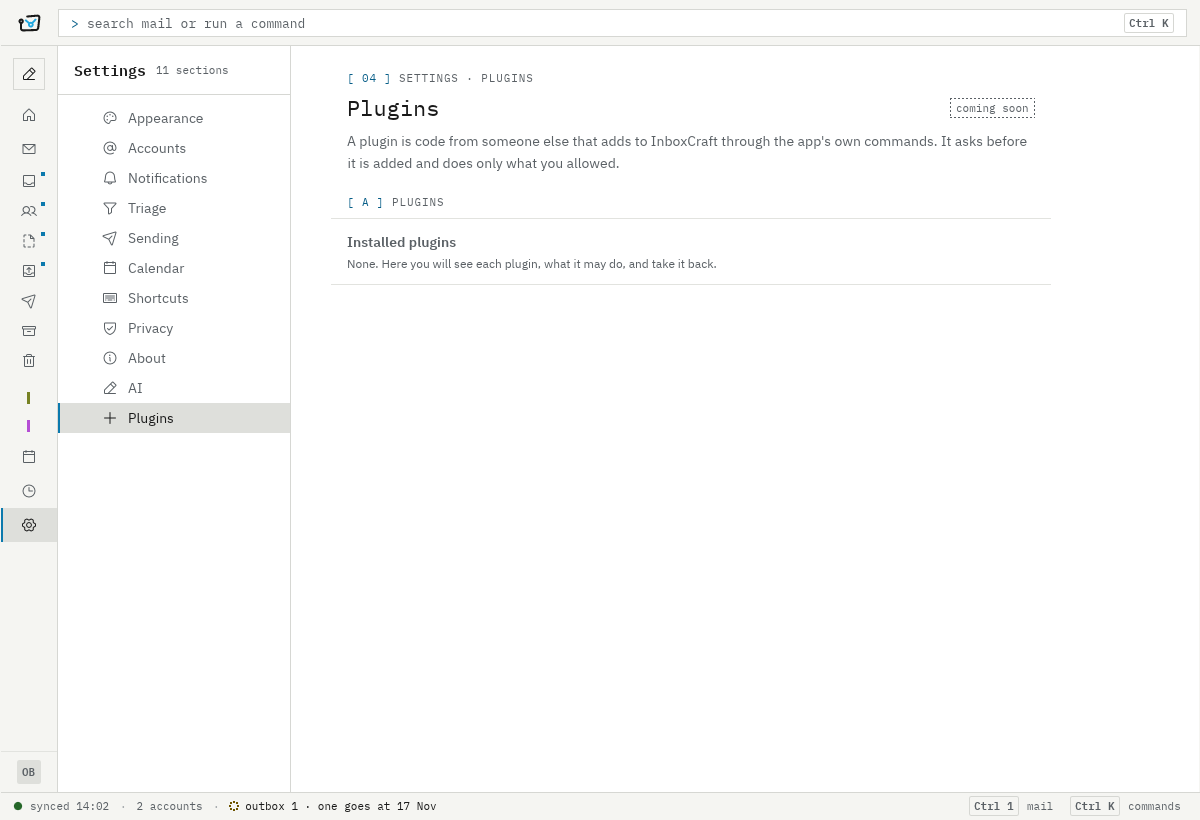 > search mail or run a command
Ctrl K
Settings 11 sections
Appearance
Accounts
Notifications
Triage
Sending
Calendar
Shortcuts
Privacy
About
AI
Plugins
[ 04 ] SETTINGS · PLUGINS
Plugins
coming soon
A plugin is code from someone else that adds to InboxCraft through the app's own commands. It asks before
it is added and does only what you allowed.
[ A ] PLUGINS
Installed plugins
None. Here you will see each plugin, what it may do, and take it back.
OB
synced 14:02 · 2 accounts · outbox 1 · one goes at 17 Nov
Ctrl 1 mail Ctrl K commands